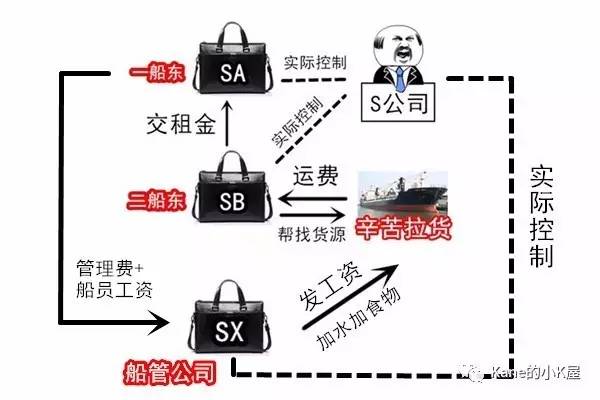 一船东
SA
实际控制
S公司
交租金
实际控制
二船东
SB
运费
帮找货源
辛苦拉货
实际控制
管理费+
船员工资
SX
发工资
加水加食物
船管公司
Kane的小K屋